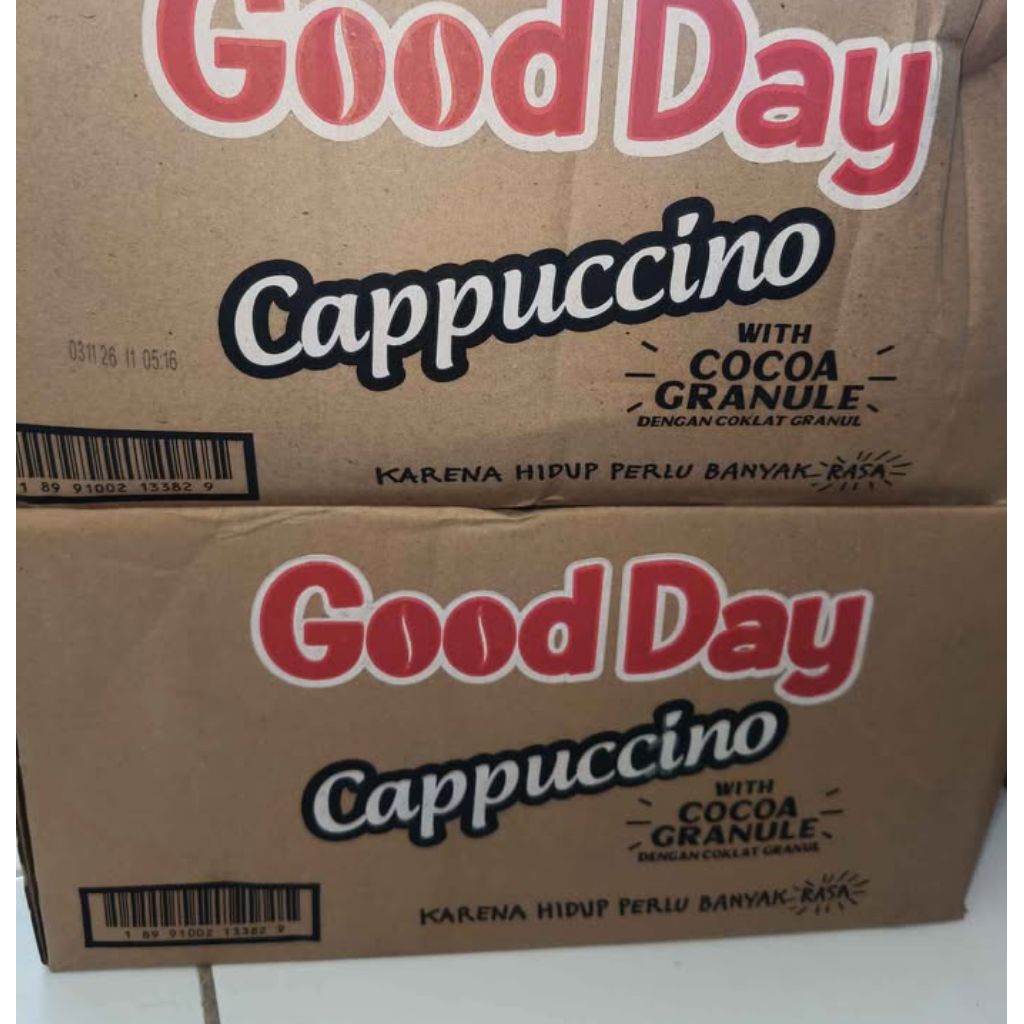 Good Day
Cappuccino
WITH
COCOA
GRANULE
DENGAN COKLAT GRANUL
031126 I1 05:16
1 89 91002 13382 9
KARENA HIDUP PERLU BANYAK RASA
Good Day
Cappuccino
WITH
COCOA
GRANULE
DENGAN COKLAT GRANUL
1 89 91002 13382 9
KARENA HIDUP PERLU BANYAK RASA